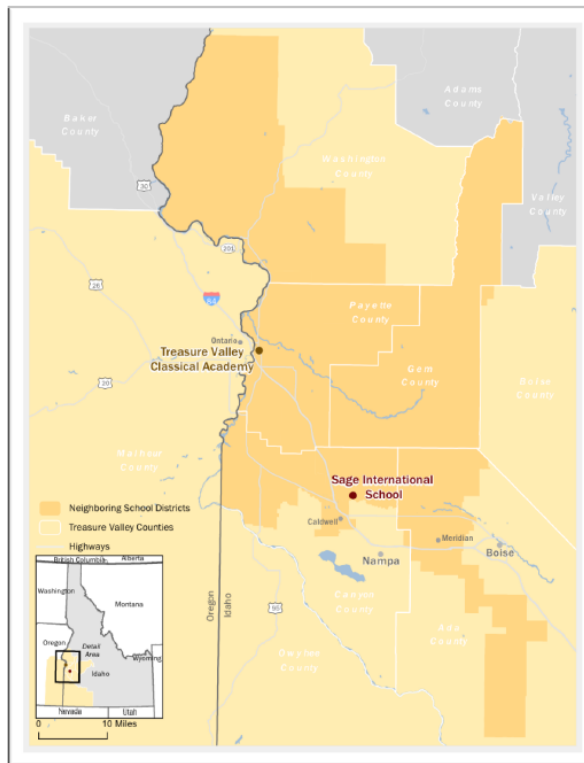 Baker
County
Adams
County
Washington
County
Valley
County
30
201
26
84
Payette
County
Ontario
Treasure Valley
Classical Academy
Gem
County
20
Boise
County
Malheur
County
Sage International
School
Neighboring School Districts
Treasure Valley Counties
Highways
Caldwell
Meridian
Boise
Nampa
Oregon
Idaho
Canyon
County
Ada
County
95
Owyhee
County
British Columbia
Alberta
Washington
Montana
Oregon
Detail
Area
Idaho
Wyoming
Nevada
Utah
0
10 Miles